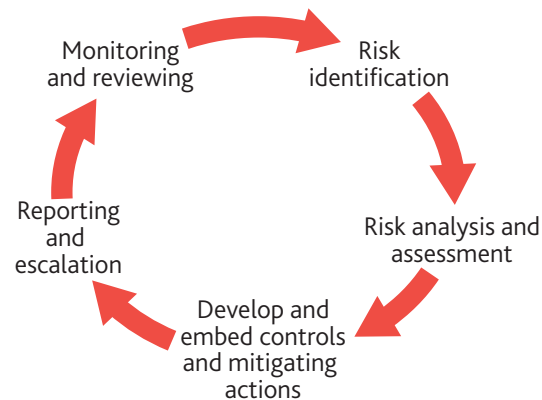 Monitoring
and reviewing
Risk
identification
Risk analysis and
assessment
Develop and
embed controls
and mitigating
actions
Reporting
and
escalation